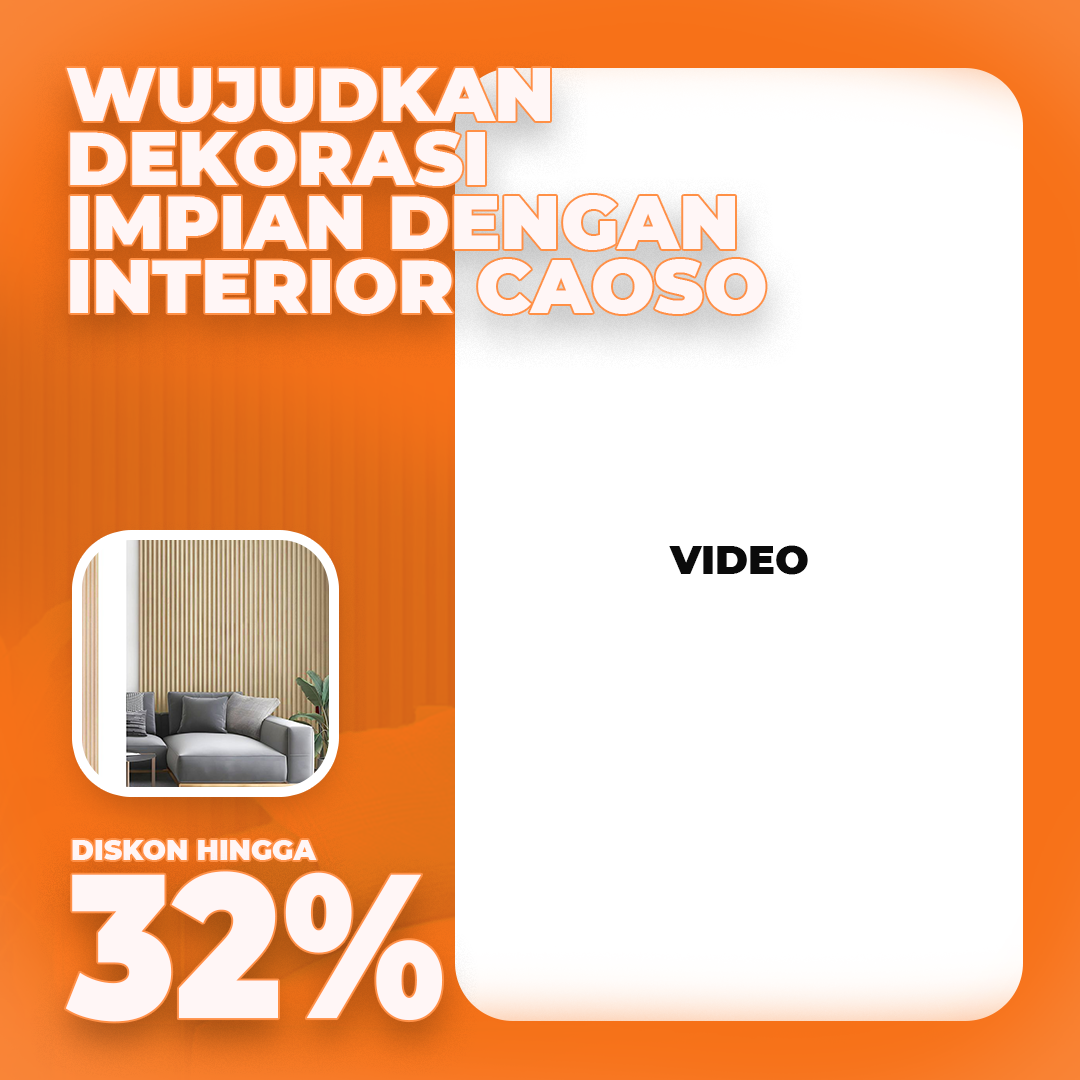 WUJUDKAN
DEKORASI
IMPIAN DENGAN
INTERIOR CAOSO
VIDEO
DISKON HINGGA
32%